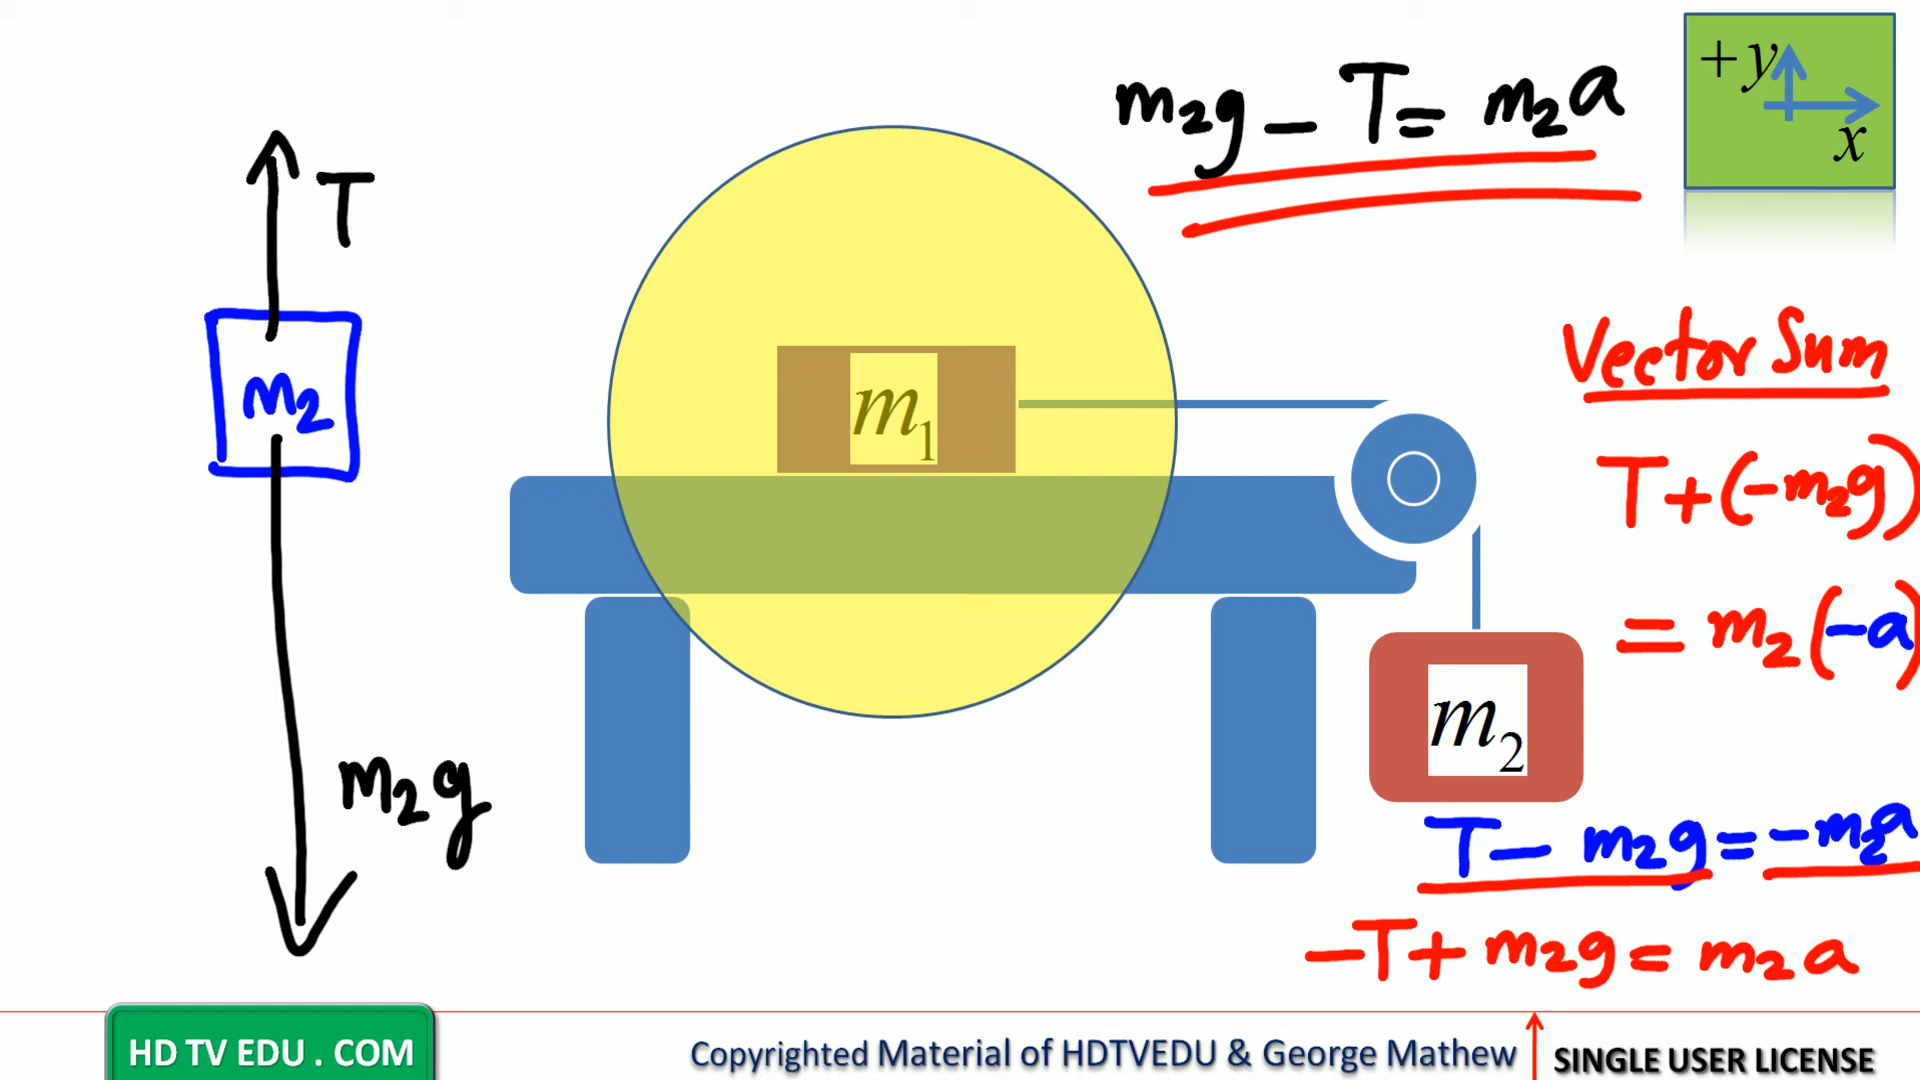 m₂g – T = m₂a
+y
x
T
m₂
m₂g
m₁
m₂
Vector Sum
T + (-m₂g)
= m₂(-a)
T – m₂g = -m₂a
-T + m₂g = m₂a
HD TV EDU . COM
Copyrighted Material of HDTVEDU & George Mathew
SINGLE USER LICENSE